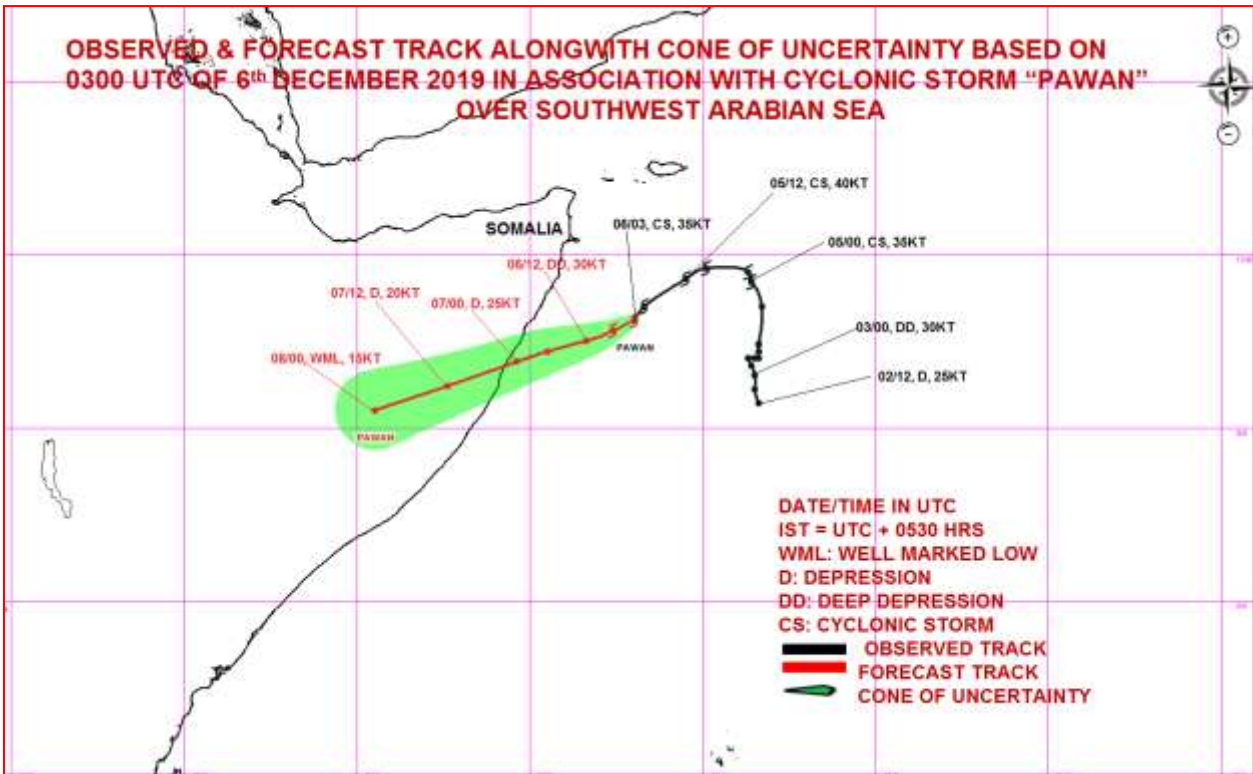 OBSERVED & FORECAST TRACK ALONGWITH CONE OF UNCERTAINTY BASED ON
0300 UTC OF 6th DECEMBER 2019 IN ASSOCIATION WITH CYCLONIC STORM “PAWAN”
OVER SOUTHWEST ARABIAN SEA
05/12, CS, 40KT
SOMALIA
06/03, CS, 35KT
05/00, CS, 35KT
06/12, DD, 30KT
07/12, D, 20KT
07/00, D, 25KT
03/00, DD, 30KT
PAWAN
08/00, WML, 15KT
02/12, D, 25KT
PAWAN
DATE/TIME IN UTC
IST = UTC + 0530 HRS
WML: WELL MARKED LOW
D: DEPRESSION
DD: DEEP DEPRESSION
CS: CYCLONIC STORM
OBSERVED TRACK
FORECAST TRACK
CONE OF UNCERTAINTY